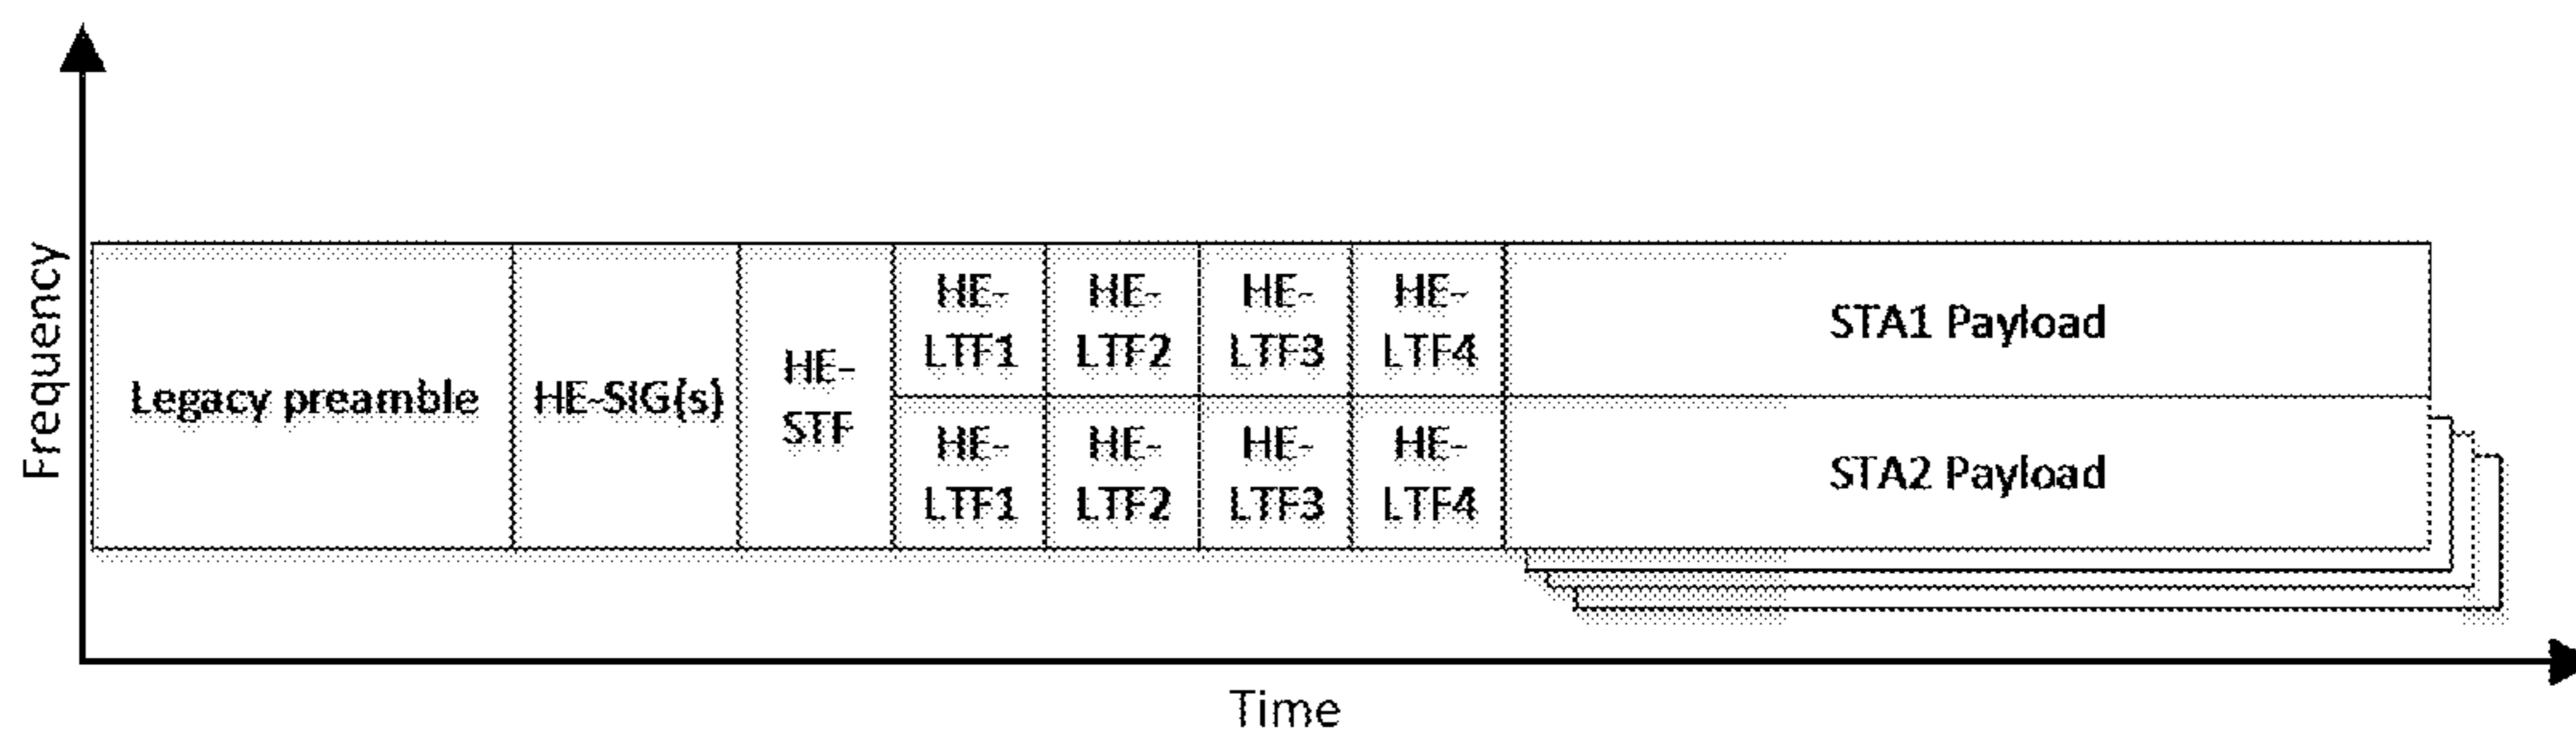 Frequency
Legacy preamble
HE-SIG(s)
HE-
STF
HE-
LTF1
HE-
LTF2
HE-
LTF3
HE-
LTF4
STA1 Payload
HE-
LTF1
HE-
LTF2
HE-
LTF3
HE-
LTF4
STA2 Payload
Time